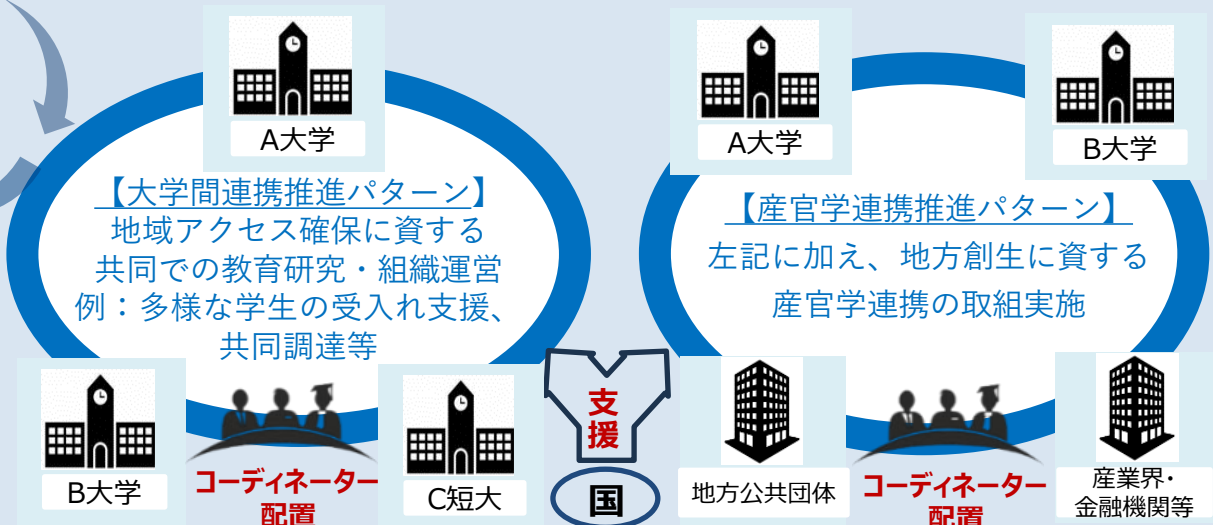 A大学
【大学間連携推進パターン】
地域アクセス確保に資する
共同での教育研究・組織運営
例：多様な学生の受入れ支援、
共同調達等
B大学
コーディネーター
配置
C短大
支援
国
A大学
B大学
【産官学連携推進パターン】
左記に加え、地方創生に資する
産官学連携の取組実施
地方公共団体
コーディネーター
配置
産業界・
金融機関等